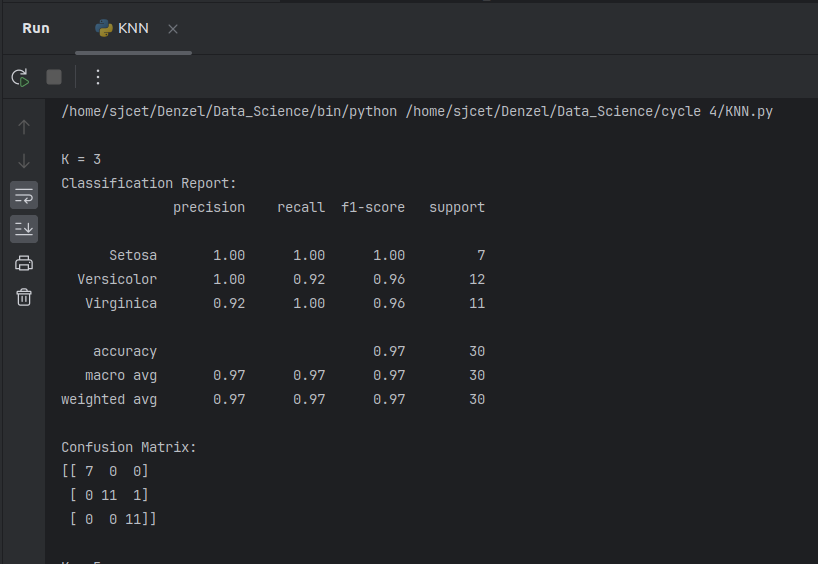 Run KNN
/home/sjcet/Denzel/Data_Science/bin/python /home/sjcet/Denzel/Data_Science/cycle 4/KNN.py
K = 3
Classification Report:
precision recall f1-score support
Setosa 1.00 1.00 1.00 7
Versicolor 1.00 0.92 0.96 12
Virginica 0.92 1.00 0.96 11
accuracy 0.97 30
macro avg 0.97 0.97 0.97 30
weighted avg 0.97 0.97 0.97 30
Confusion Matrix:
[[ 7 0 0]
[ 0 11 1]
[ 0 0 11]]